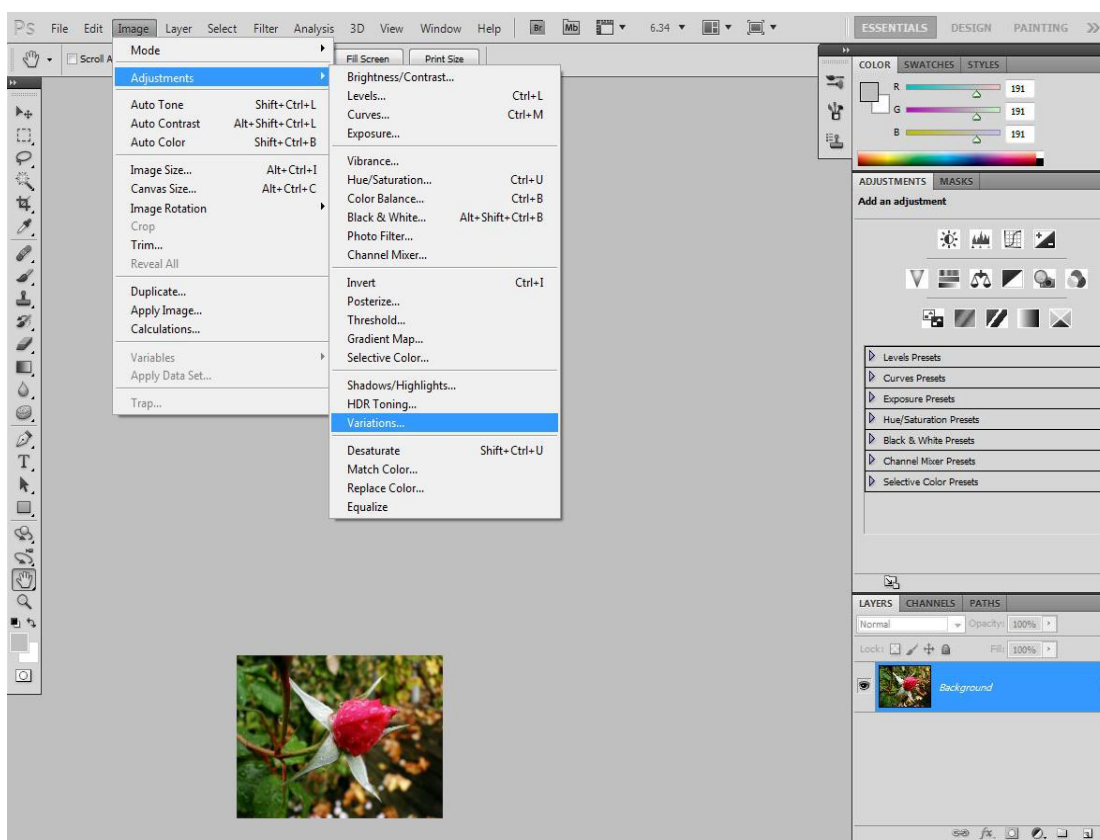 Ps File Edit Image Layer Select Filter Analysis 3D View Window Help Br Mb 6.34 ESSENTIALS DESIGN PAINTING
Scroll A Fill Screen Print Size
Mode
Adjustments
Auto Tone Shift+Ctrl+L
Auto Contrast Alt+Shift+Ctrl+L
Auto Color Shift+Ctrl+B
Image Size... Alt+Ctrl+I
Canvas Size... Alt+Ctrl+C
Image Rotation
Crop
Trim...
Reveal All
Duplicate...
Apply Image...
Calculations...
Variables
Apply Data Set...
Trap...
Brightness/Contrast...
Levels... Ctrl+L
Curves... Ctrl+M
Exposure...
Vibrance...
Hue/Saturation... Ctrl+U
Color Balance... Ctrl+B
Black & White... Alt+Shift+Ctrl+B
Photo Filter...
Channel Mixer...
Invert Ctrl+I
Posterize...
Threshold...
Gradient Map...
Selective Color...
Shadows/Highlights...
HDR Toning...
Variations...
Desaturate Shift+Ctrl+U
Match Color...
Replace Color...
Equalize
COLOR SWATCHES STYLES
R 191
G 191
B 191
ADJUSTMENTS MASKS
Add an adjustment
Levels Presets
Curves Presets
Exposure Presets
Hue/Saturation Presets
Black & White Presets
Channel Mixer Presets
Selective Color Presets
LAYERS CHANNELS PATHS
Normal Opacity: 100%
Lock: Fill: 100%
Background
fx
T